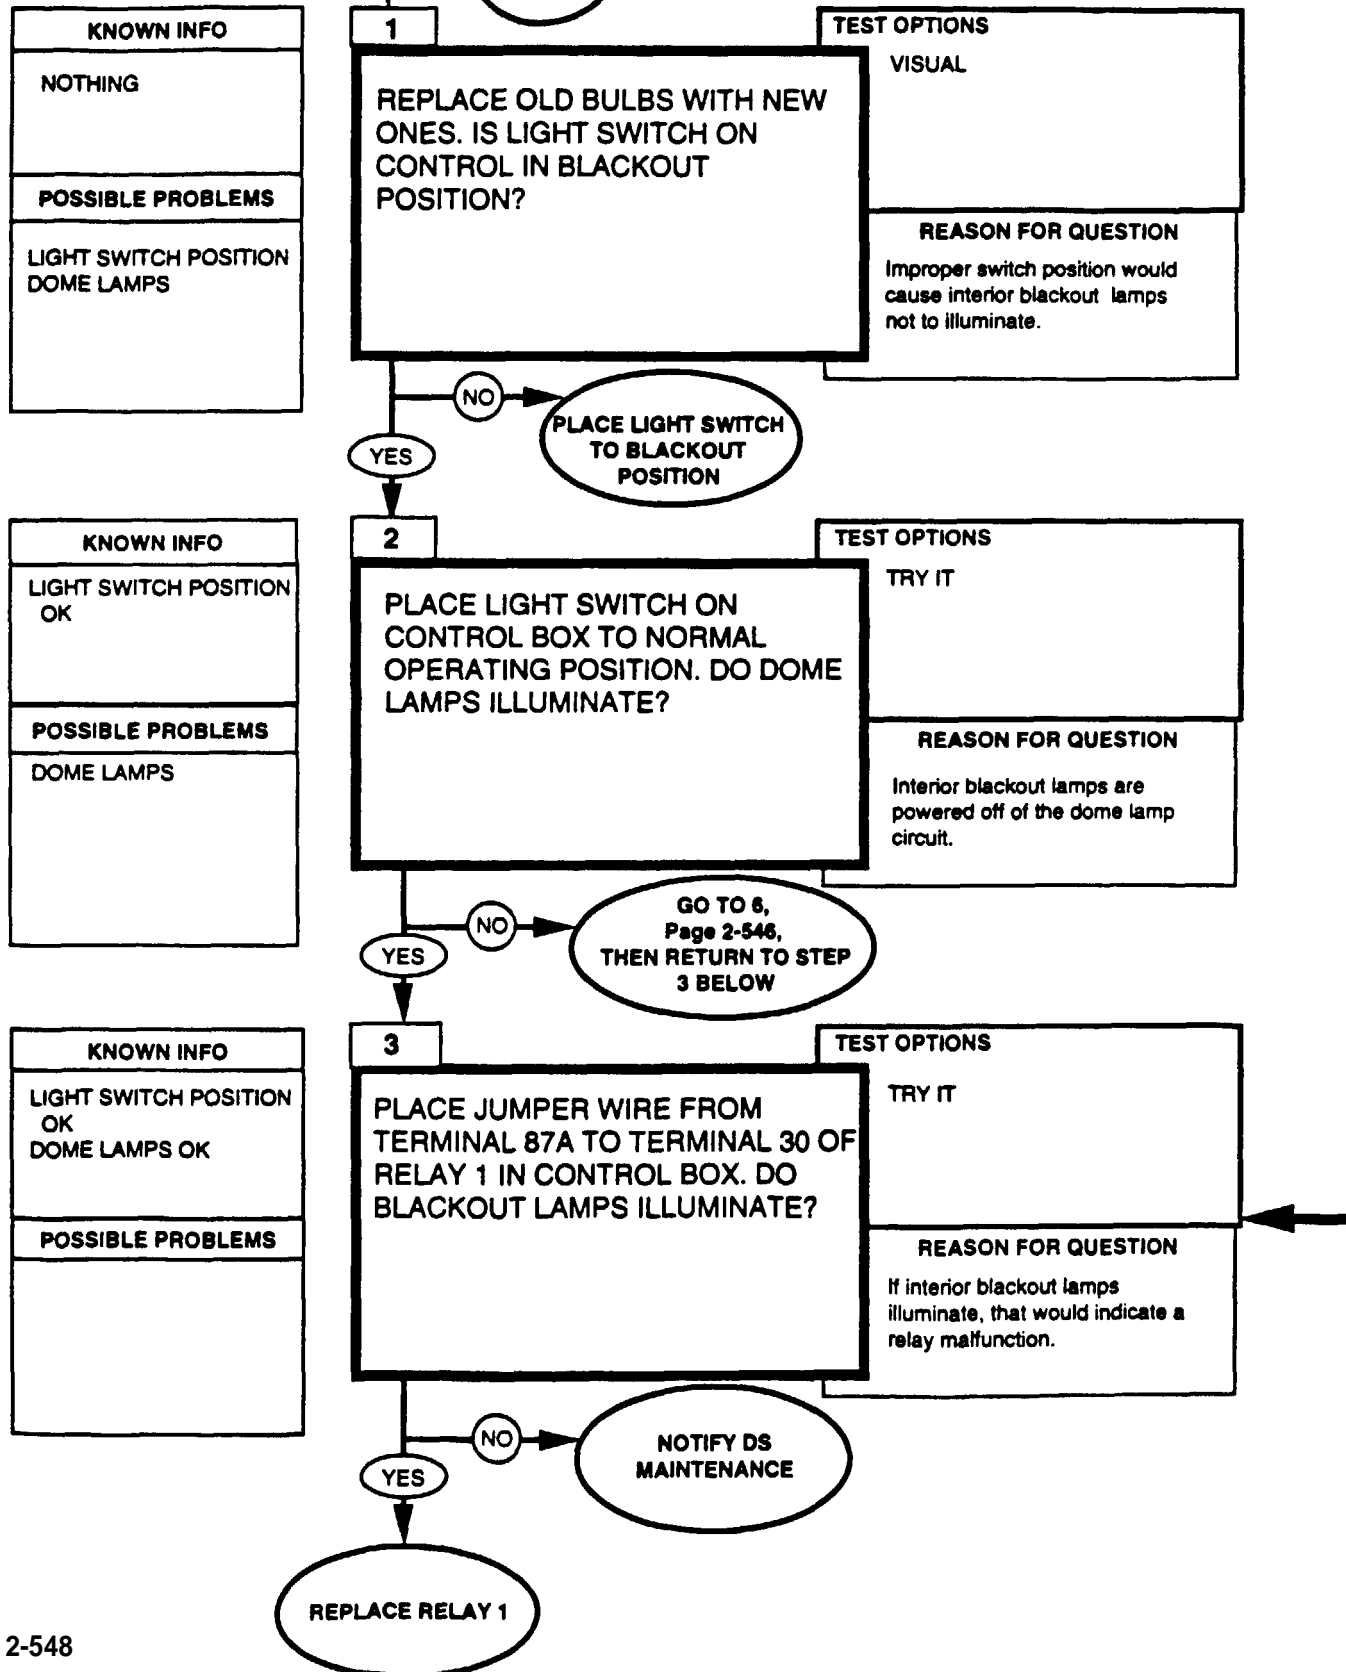 KNOWN INFO
NOTHING
POSSIBLE PROBLEMS
LIGHT SWITCH POSITION
DOME LAMPS
1
REPLACE OLD BULBS WITH NEW
ONES. IS LIGHT SWITCH ON
CONTROL IN BLACKOUT
POSITION?
TEST OPTIONS
VISUAL
REASON FOR QUESTION
Improper switch position would
cause interior blackout lamps
not to illuminate.
NO
PLACE LIGHT SWITCH
TO BLACKOUT
POSITION
YES
KNOWN INFO
LIGHT SWITCH POSITION
OK
POSSIBLE PROBLEMS
DOME LAMPS
2
PLACE LIGHT SWITCH ON
CONTROL BOX TO NORMAL
OPERATING POSITION. DO DOME
LAMPS ILLUMINATE?
TEST OPTIONS
TRY IT
REASON FOR QUESTION
Interior blackout lamps are
powered off of the dome lamp
circuit.
NO
GO TO 6,
Page 2-546,
THEN RETURN TO STEP
3 BELOW
YES
KNOWN INFO
LIGHT SWITCH POSITION
OK
DOME LAMPS OK
POSSIBLE PROBLEMS
3
PLACE JUMPER WIRE FROM
TERMINAL 87A TO TERMINAL 30 OF
RELAY 1 IN CONTROL BOX. DO
BLACKOUT LAMPS ILLUMINATE?
TEST OPTIONS
TRY IT
REASON FOR QUESTION
If interior blackout lamps
illuminate, that would indicate a
relay malfunction.
NO
NOTIFY DS
MAINTENANCE
YES
REPLACE RELAY 1
2-548